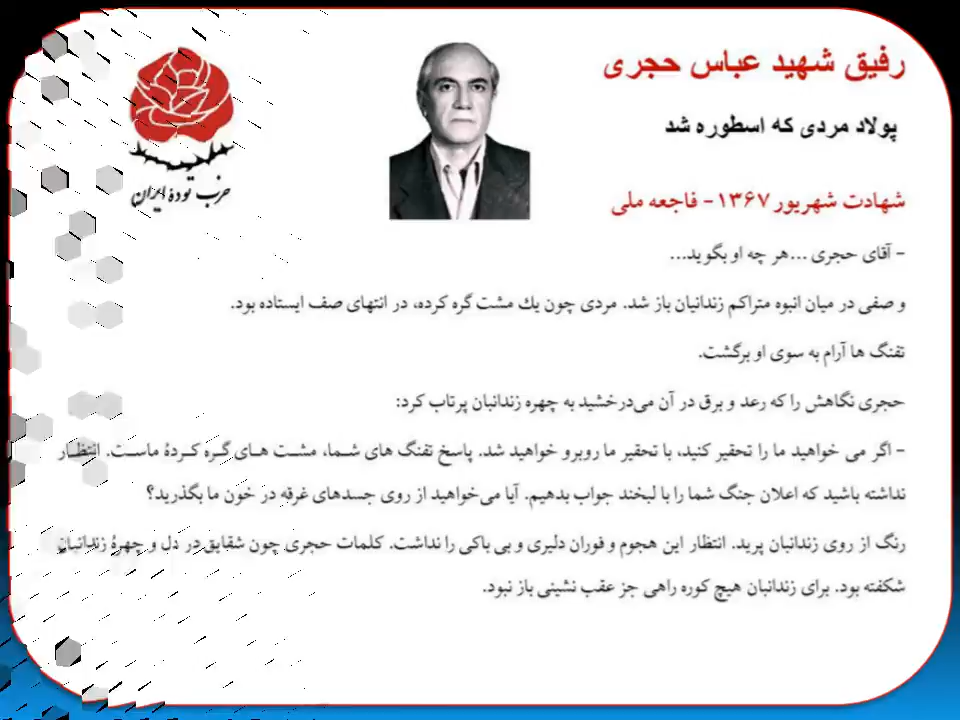 رفیق شهید عباس حجری
پولاد مردی که اسطوره شد
حزب تودهٔ ایران
شهادت شهریور ۱۳۶۷- فاجعه ملی
- آقای حجری ...هر چه او بگوید...
و صفی در میان انبوه متراکم زندانیان باز شد. مردی چون یك مشت گره کرده، در انتهای صف ایستاده بود.
تفنگ ها آرام به سوی او برگشت.
حجری نگاهش را که رعد و برق در آن می‌درخشید به چهره زندانبان پرتاب کرد:
- اگر می خواهید ما را تحقیر کنید، با تحقیر ما روبرو خواهید شد. پاسخ تفنگ های شما، مشت های گره کردهٔ ماست. انتظار
نداشته باشید که اعلان جنگ شما را با لبخند جواب بدهیم. آیا می‌خواهید از روی جسدهای غرقه در خون ما بگذرید؟
رنگ از روی زندانبان پرید. انتظار این هجوم و فوران دلیری و بی باکی را نداشت. کلمات حجری چون شقایق در دل و چهرهٔ زندانیان
شکفته بود. برای زندانبان هیچ کوره راهی جز عقب نشینی باز نبود.